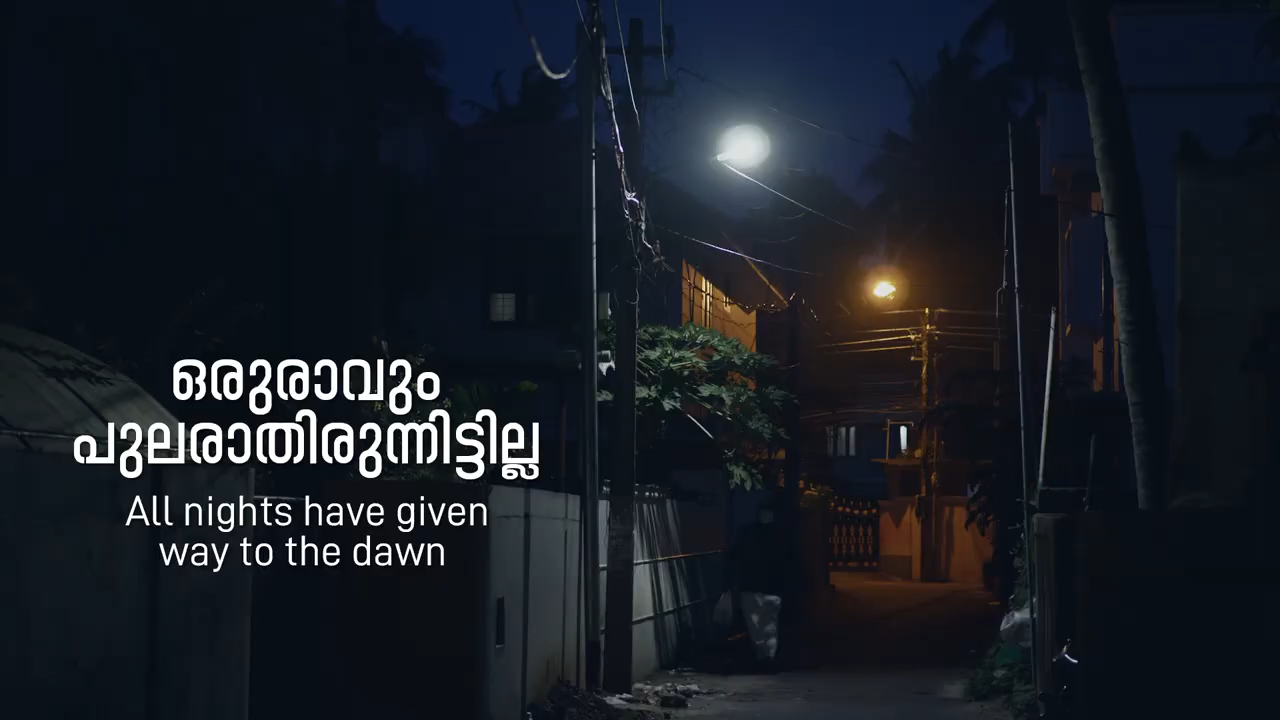 ഒരുരാവും
പുലരാതിരുന്നിട്ടില്ല
All nights have given
way to the dawn